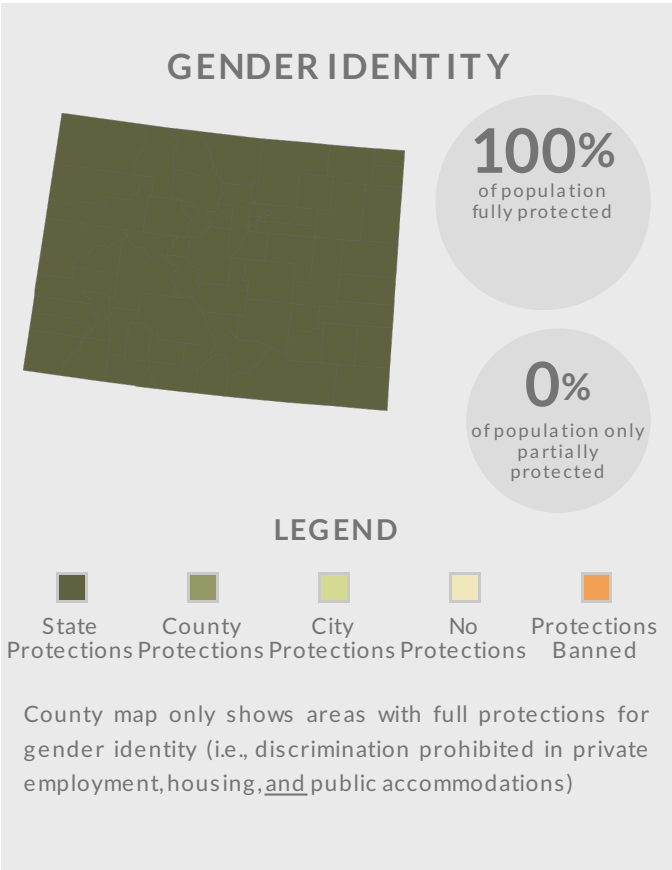 GENDER IDENTITY
100%
of population
fully protected
0%
of population only
partially
protected
LEGEND
State
Protections
County
Protections
City
Protections
No
Protections
Protections
Banned
County map only shows areas with full protections for
gender identity (i.e., discrimination prohibited in private
employment, housing, and public accommodations)